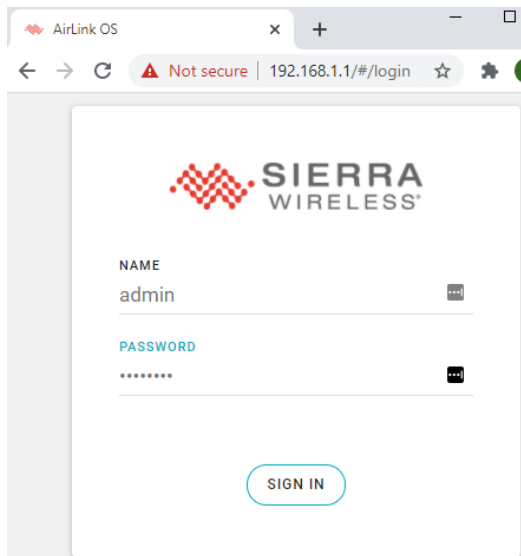 AirLink OS
Not secure | 192.168.1.1/#/login
SIERRA
WIRELESS®
NAME
admin
PASSWORD
••••••••
SIGN IN